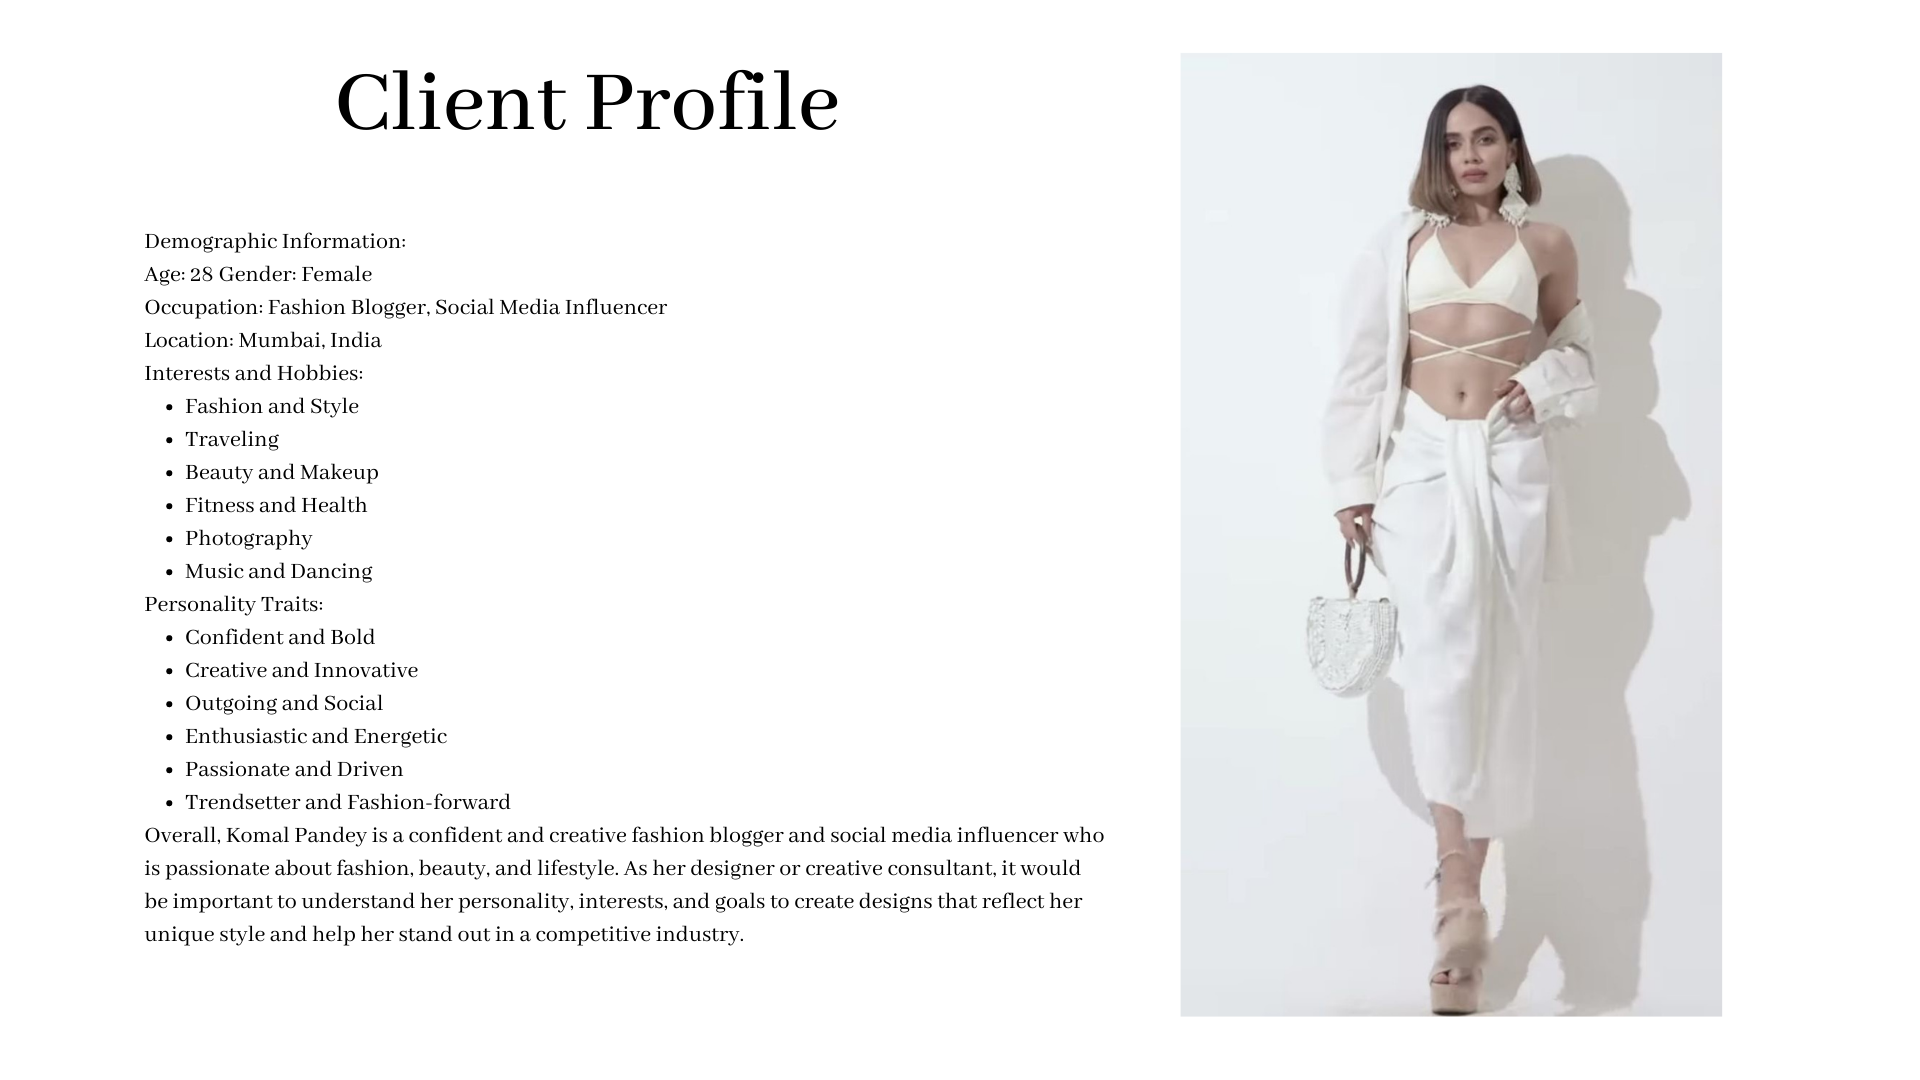 Client Profile
Demographic Information:
Age: 28 Gender: Female
Occupation: Fashion Blogger, Social Media Influencer
Location: Mumbai, India
Interests and Hobbies:
• Fashion and Style
• Traveling
• Beauty and Makeup
• Fitness and Health
• Photography
• Music and Dancing
Personality Traits:
• Confident and Bold
• Creative and Innovative
• Outgoing and Social
• Enthusiastic and Energetic
• Passionate and Driven
• Trendsetter and Fashion-forward
Overall, Komal Pandey is a confident and creative fashion blogger and social media influencer who
is passionate about fashion, beauty, and lifestyle. As her designer or creative consultant, it would
be important to understand her personality, interests, and goals to create designs that reflect her
unique style and help her stand out in a competitive industry.